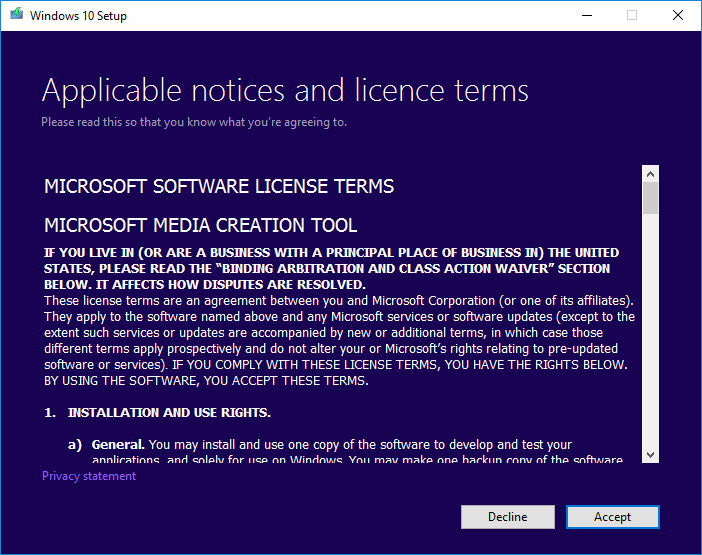 Windows 10 Setup
Applicable notices and licence terms
Please read this so that you know what you're agreeing to.
MICROSOFT SOFTWARE LICENSE TERMS
MICROSOFT MEDIA CREATION TOOL
IF YOU LIVE IN (OR ARE A BUSINESS WITH A PRINCIPAL PLACE OF BUSINESS IN) THE UNITED
STATES, PLEASE READ THE “BINDING ARBITRATION AND CLASS ACTION WAIVER” SECTION
BELOW. IT AFFECTS HOW DISPUTES ARE RESOLVED.
These license terms are an agreement between you and Microsoft Corporation (or one of its affiliates).
They apply to the software named above and any Microsoft services or software updates (except to the
extent such services or updates are accompanied by new or additional terms, in which case those
different terms apply prospectively and do not alter your or Microsoft’s rights relating to pre-updated
software or services). IF YOU COMPLY WITH THESE LICENSE TERMS, YOU HAVE THE RIGHTS BELOW.
BY USING THE SOFTWARE, YOU ACCEPT THESE TERMS.
1. INSTALLATION AND USE RIGHTS.
a) General. You may install and use one copy of the software to develop and test your
applications, and solely for use on Windows. You may make one backup copy of the software
Privacy statement
Decline
Accept